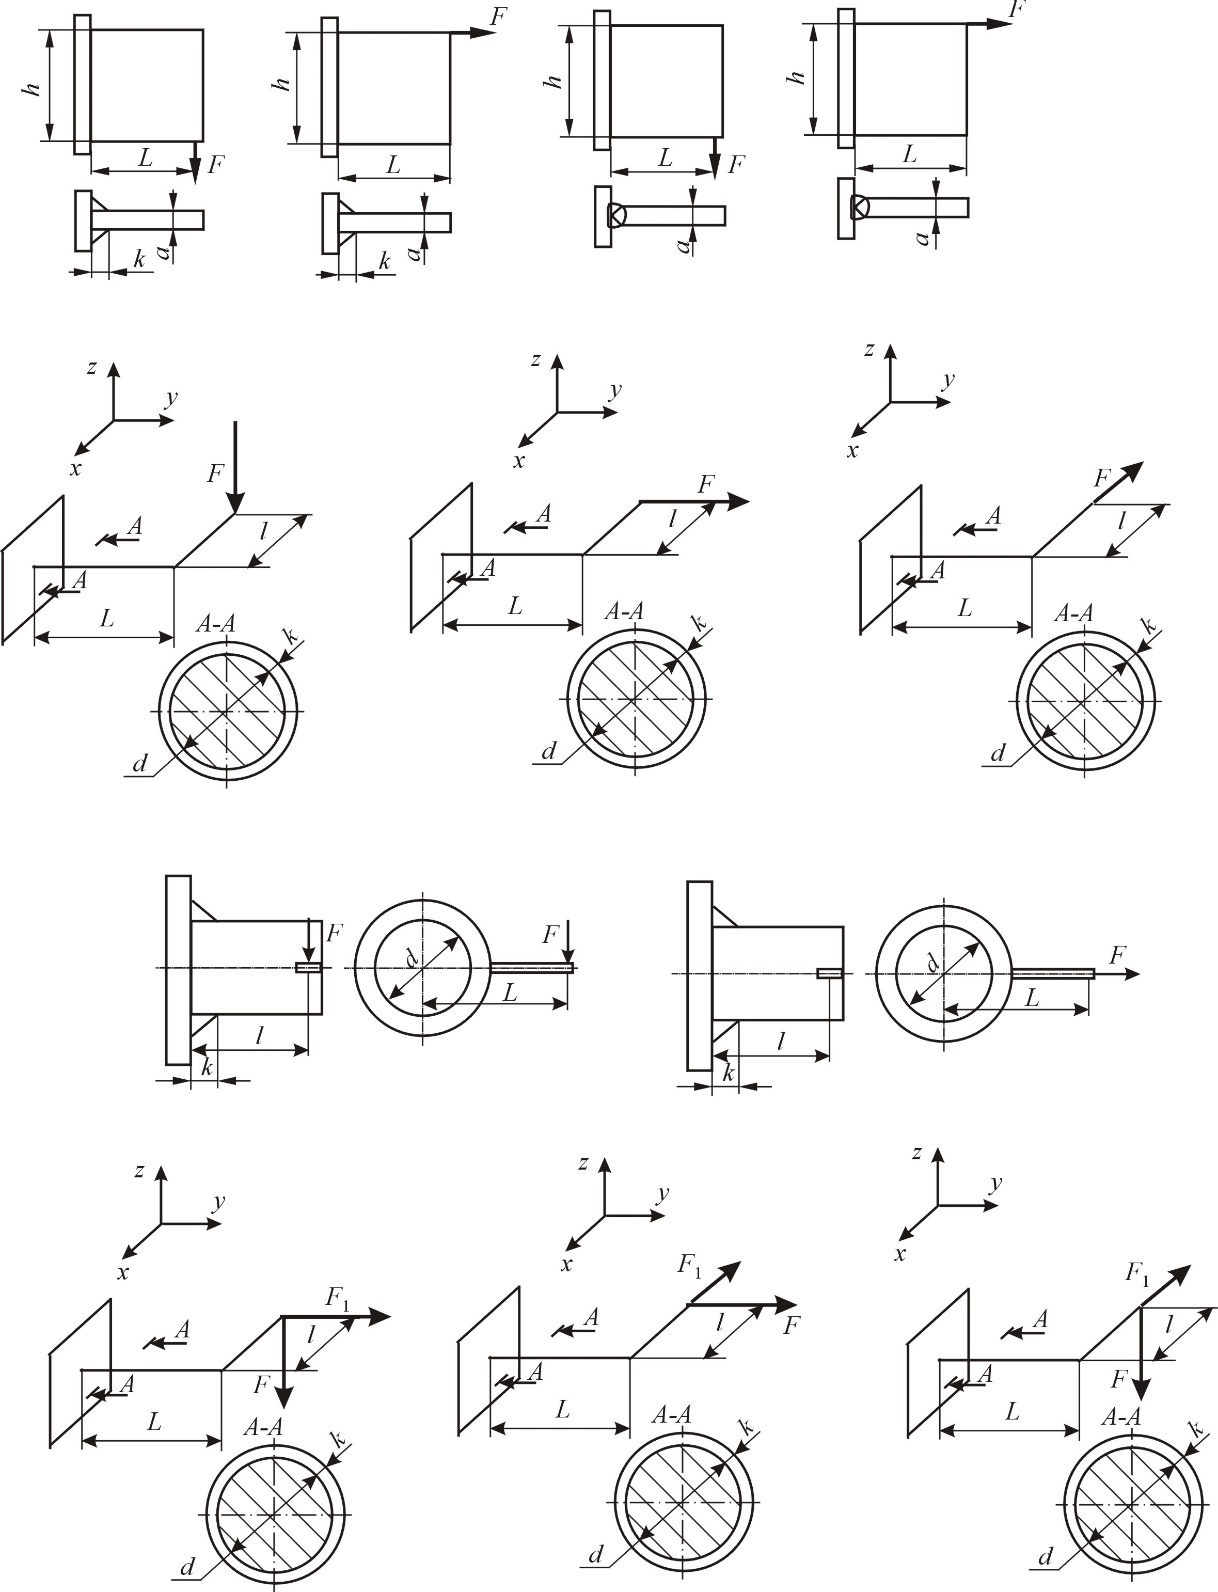 F F
h h h h
L F L L F L
k a k a a a
z z z
y y y
x x x
F F F
A l A l A l
A A A
L L L
A-A k A-A k A-A k
d d d
F F
d d F
L L
l l
k k
z z z
y y y
x x x
F₁ F₁ F₁
A l A l F A l
A F A A F
L L L
A-A k A-A k A-A k
d d d